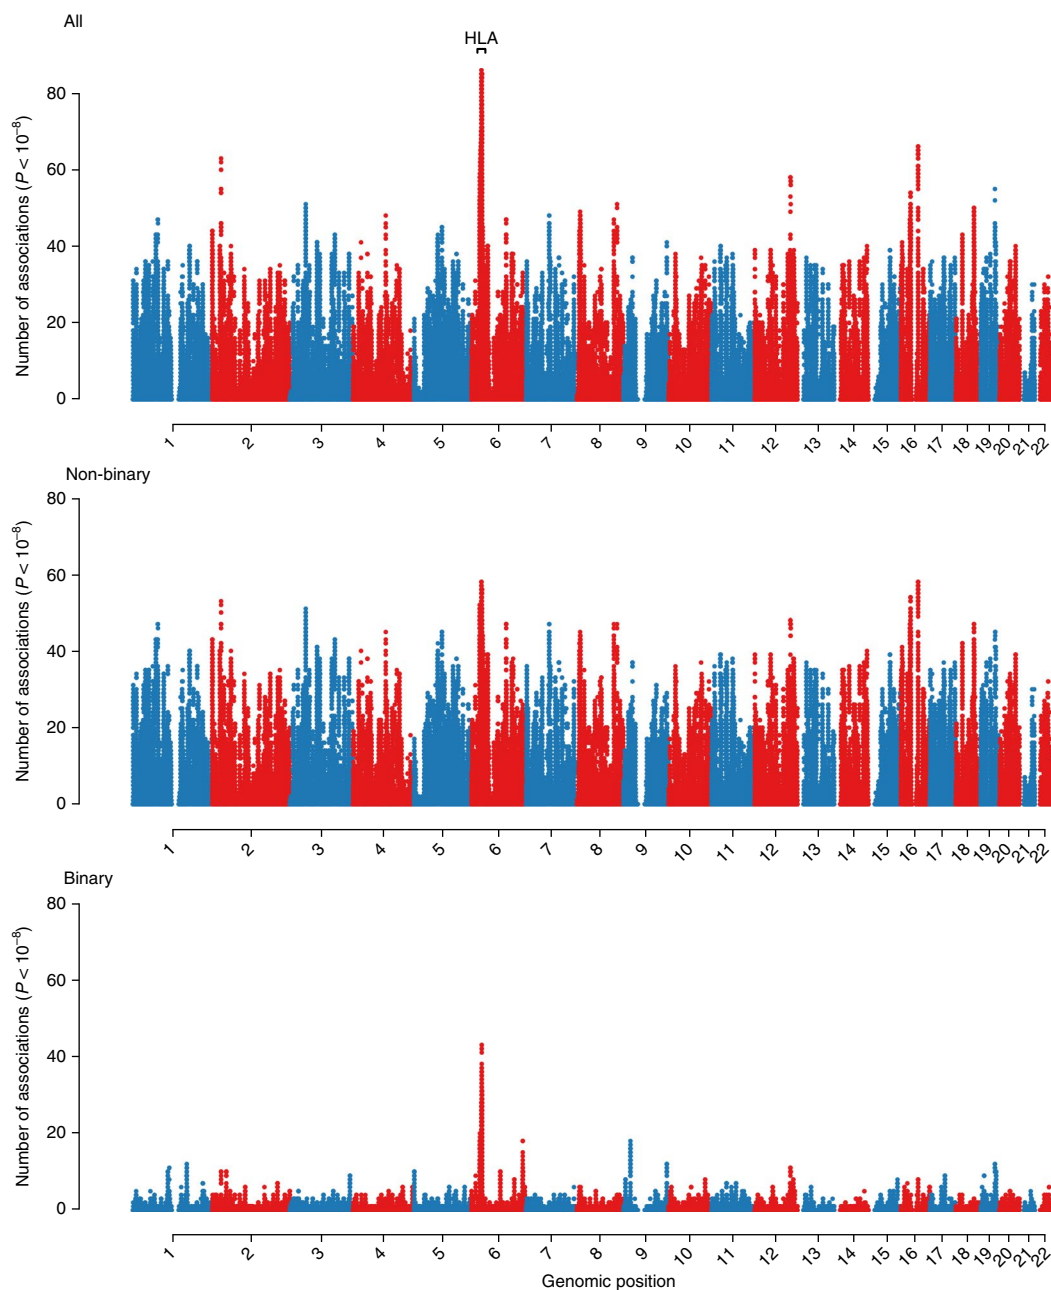 All
HLA
Number of associations (P < 10⁻⁸)
80
60
40
20
0
1 2 3 4 5 6 7 8 9 10 11 12 13 14 15 16 17 18 19 20 21 22
Non-binary
Number of associations (P < 10⁻⁸)
80
60
40
20
0
1 2 3 4 5 6 7 8 9 10 11 12 13 14 15 16 17 18 19 20 21 22
Binary
Number of associations (P < 10⁻⁸)
80
60
40
20
0
1 2 3 4 5 6 7 8 9 10 11 12 13 14 15 16 17 18 19 20 21 22
Genomic position